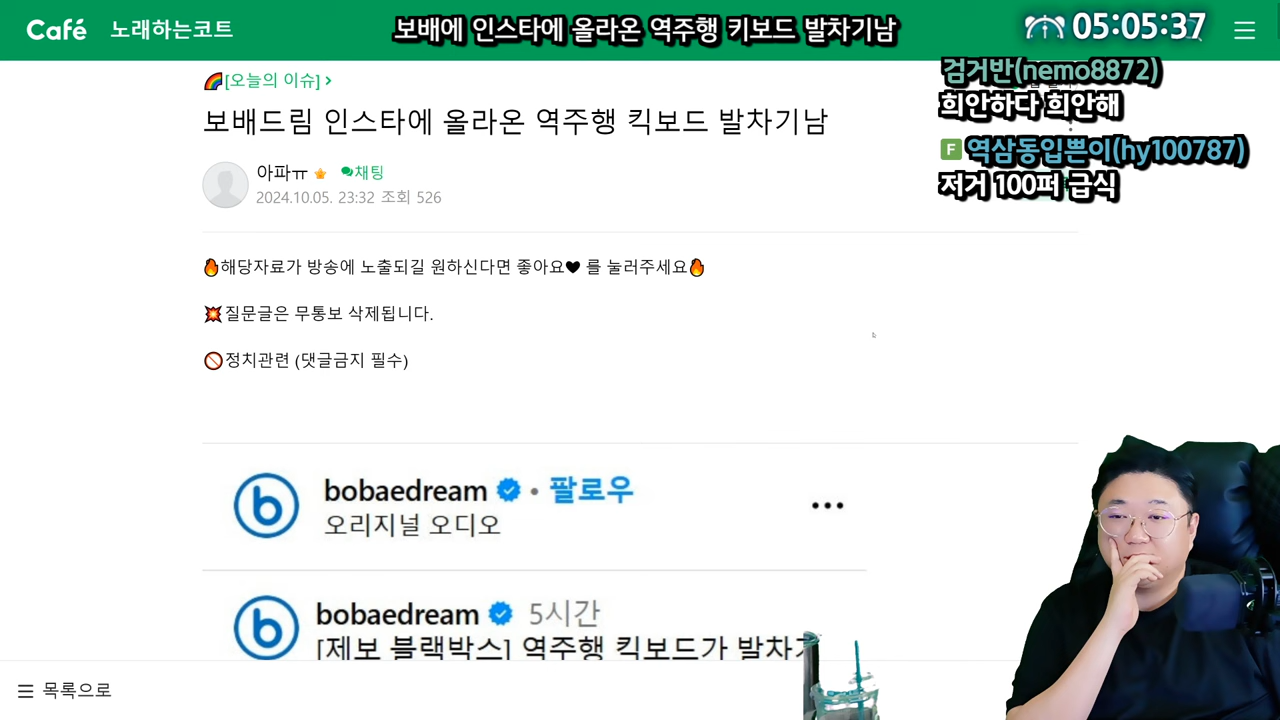 Café 노래하는코트
보배에 인스타에 올라온 역주행 키보드 발차기남
05:05:37
[오늘의 이슈] >
보배드림 인스타에 올라온 역주행 킥보드 발차기남
아파ㅠ 채팅
2024.10.05. 23:32 조회 526
검거반(nemo8872)
희안하다 희안해
F 역삼동입쁜이(hy100787)
저거 100퍼 급식
🔥해당자료가 방송에 노출되길 원하신다면 좋아요🖤 를 눌러주세요🔥
💥질문글은 무통보 삭제됩니다.
🚫정치관련 (댓글금지 필수)
bobaedream • 팔로우
오리지널 오디오
bobaedream 5시간
[제보 블랙박스] 역주행 킥보드가
목록으로